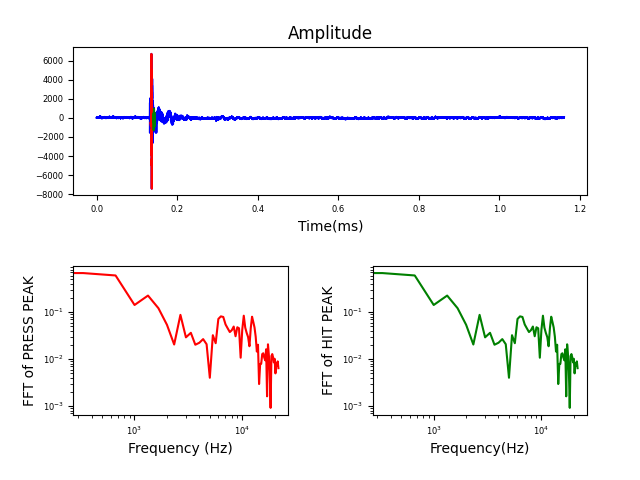 Amplitude
6000
4000
2000
0
−2000
−4000
−6000
−8000
0.0 0.2 0.4 0.6 0.8 1.0 1.2
Time(ms)
FFT of PRESS PEAK
10⁻¹
10⁻²
10⁻³
10³ 10⁴
Frequency (Hz)
FFT of HIT PEAK
10⁻¹
10⁻²
10⁻³
10³ 10⁴
Frequency(Hz)